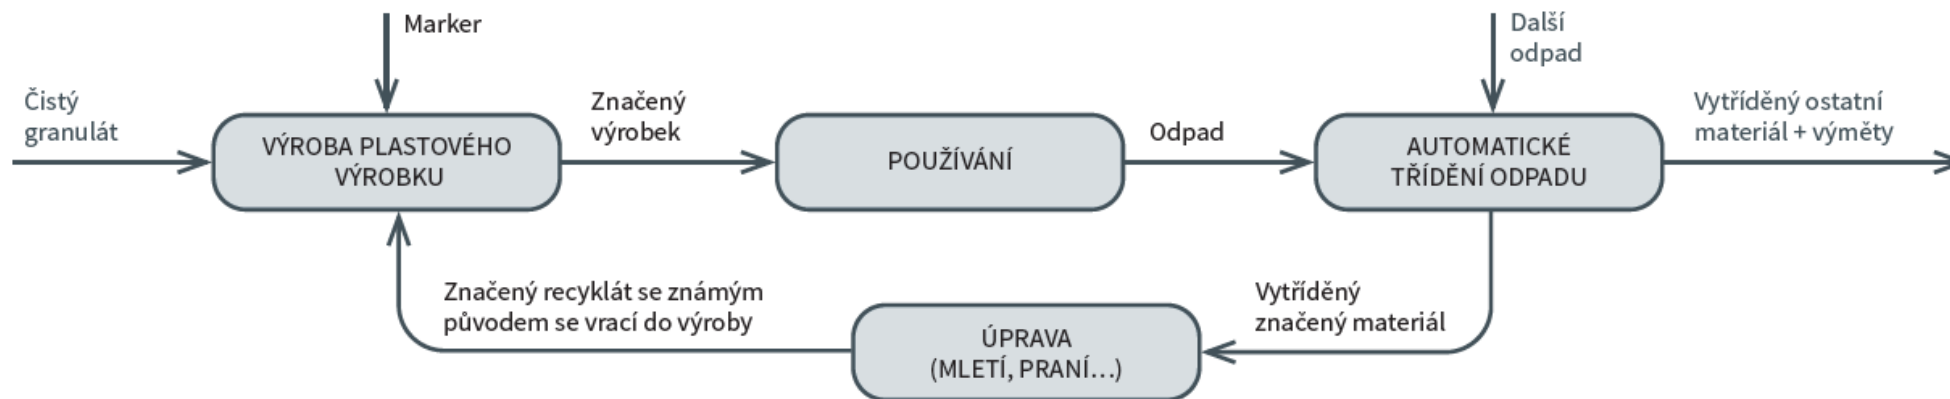 Marker
Další
odpad
Čistý
granulát
Značený
výrobek
Odpad
Vytříděný ostatní
materiál + výměty
VÝROBA PLASTOVÉHO
VÝROBKU
POUŽÍVÁNÍ
AUTOMATICKÉ
TŘÍDĚNÍ ODPADU
Značený recyklát se známým
původem se vrací do výroby
ÚPRAVA
(MLETÍ, PRANÍ...)
Vytříděný
značený materiál